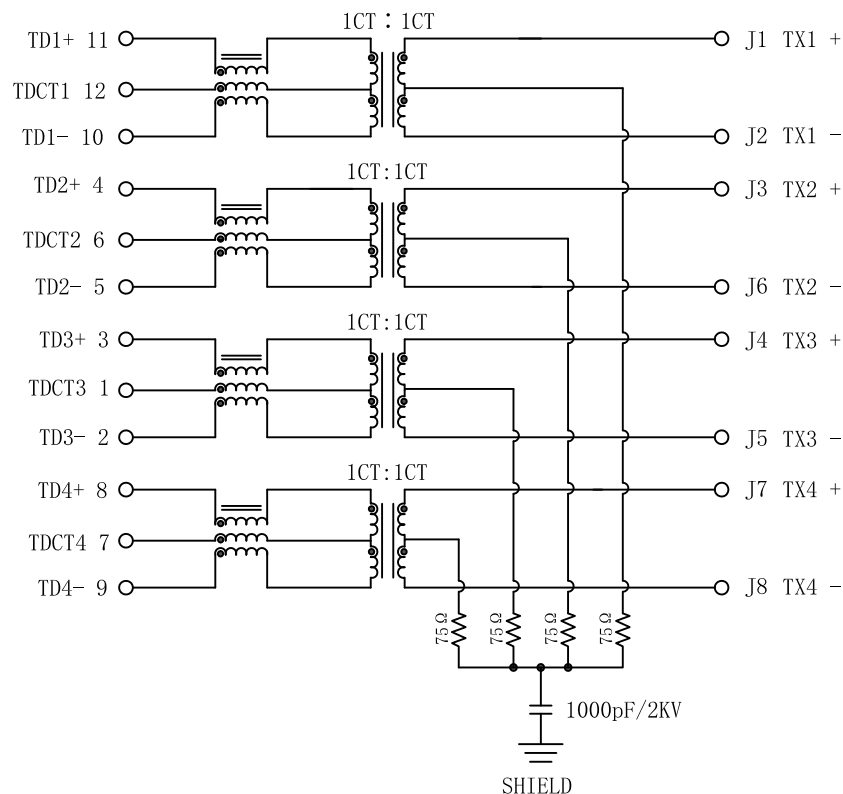 1CT : 1CT
TD1+ 11
J1 TX1 +
TDCT1 12
TD1- 10
J2 TX1 -
1CT:1CT
TD2+ 4
J3 TX2 +
TDCT2 6
TD2- 5
J6 TX2 -
1CT:1CT
TD3+ 3
J4 TX3 +
TDCT3 1
TD3- 2
J5 TX3 -
1CT:1CT
TD4+ 8
J7 TX4 +
TDCT4 7
TD4- 9
J8 TX4 -
75Ω
75Ω
75Ω
75Ω
1000pF/2KV
SHIELD